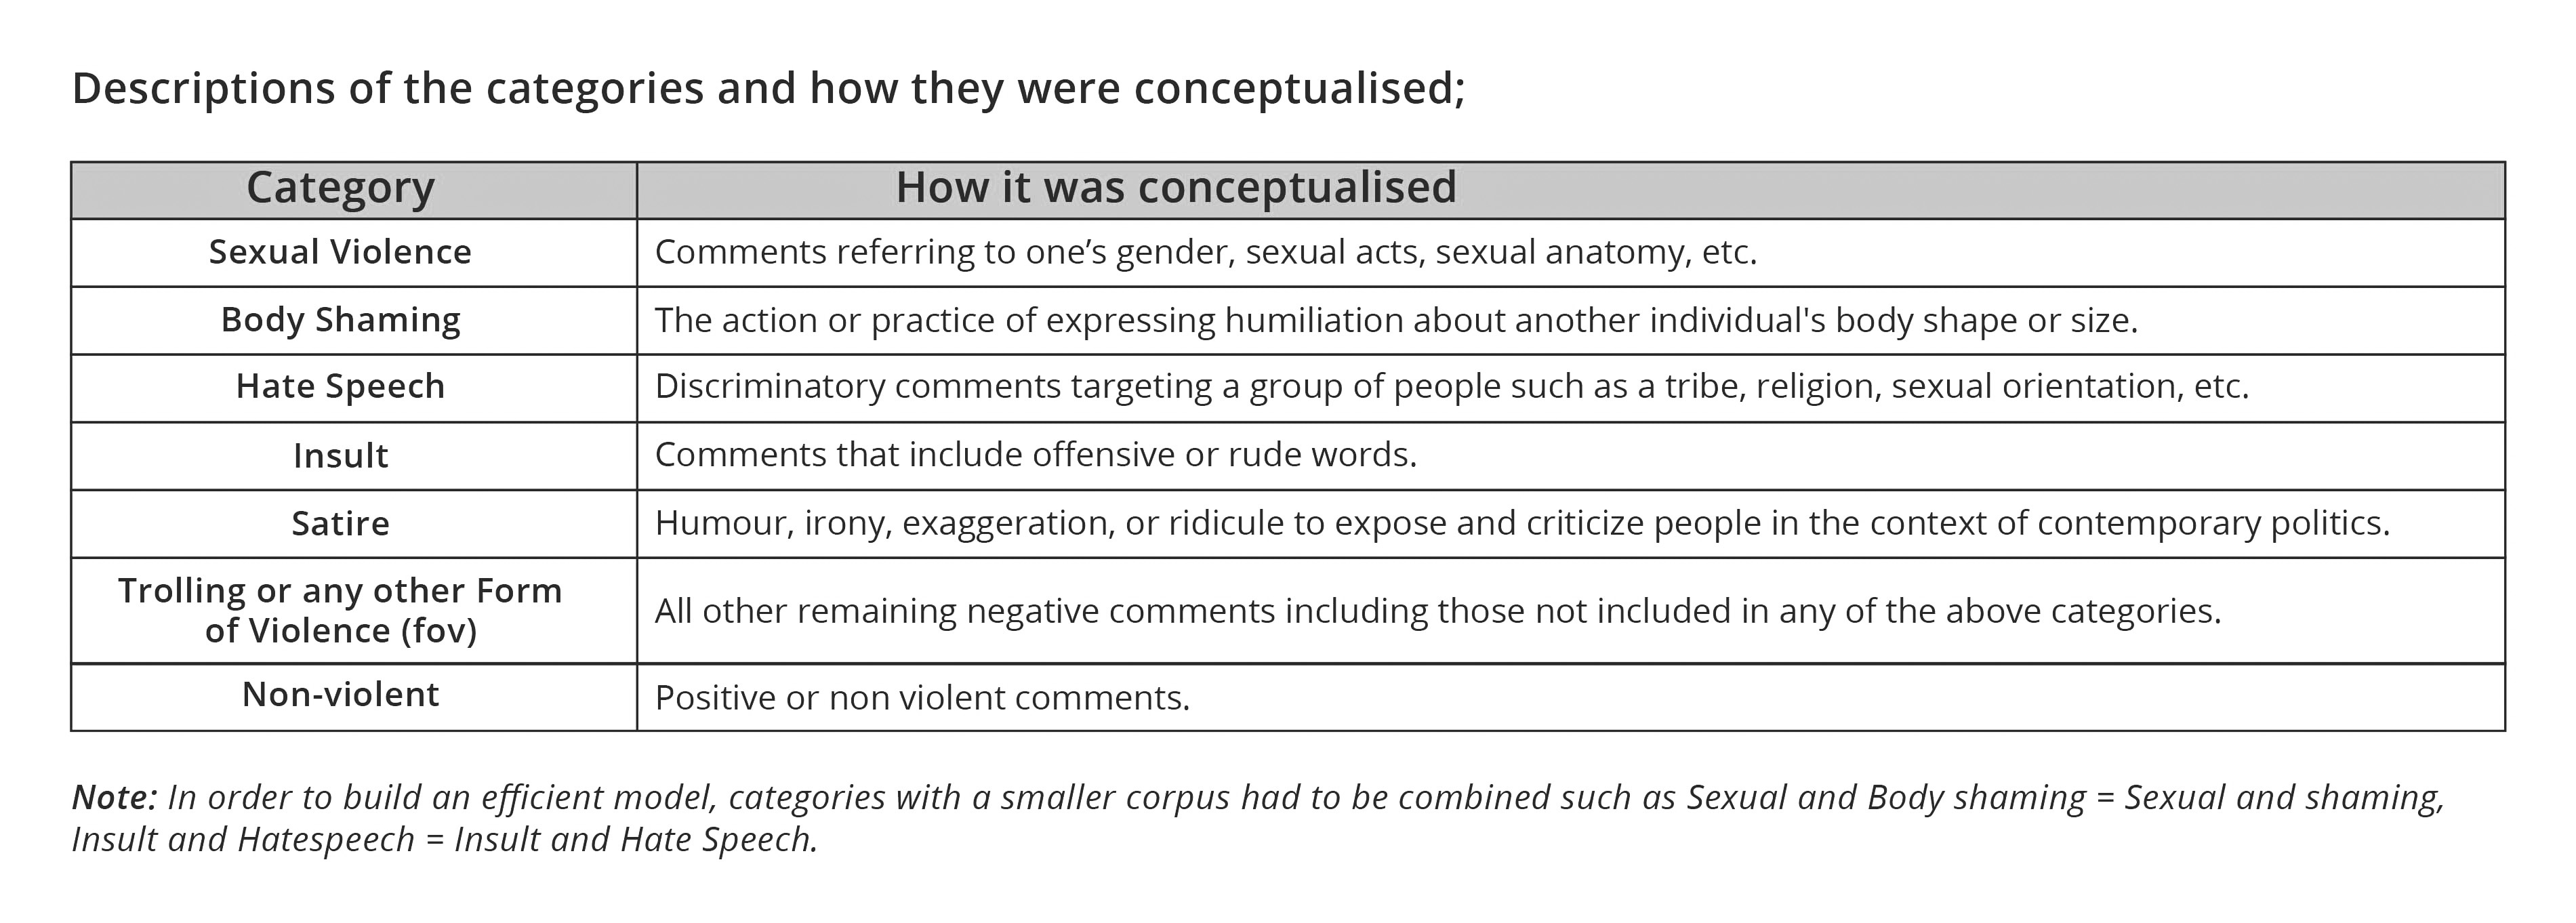 Descriptions of the categories and how they were conceptualised;
Category
How it was conceptualised
Sexual Violence
Comments referring to one’s gender, sexual acts, sexual anatomy, etc.
Body Shaming
The action or practice of expressing humiliation about another individual's body shape or size.
Hate Speech
Discriminatory comments targeting a group of people such as a tribe, religion, sexual orientation, etc.
Insult
Comments that include offensive or rude words.
Satire
Humour, irony, exaggeration, or ridicule to expose and criticize people in the context of contemporary politics.
Trolling or any other Form
of Violence (fov)
All other remaining negative comments including those not included in any of the above categories.
Non-violent
Positive or non violent comments.
Note: In order to build an efficient model, categories with a smaller corpus had to be combined such as Sexual and Body shaming = Sexual and shaming,
Insult and Hatespeech = Insult and Hate Speech.